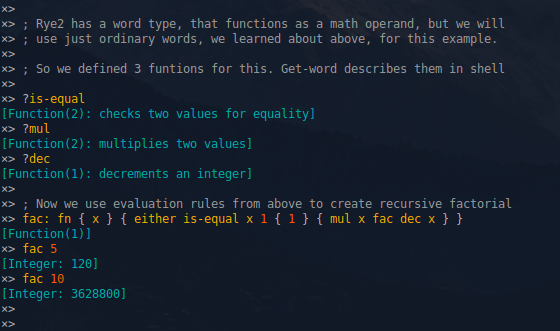 ×>
×> ; Rye2 has a word type, that functions as a math operand, but we will
×> ; use just ordinary words, we learned about above, for this example.
×>
×> ; So we defined 3 funtions for this. Get-word describes them in shell
×>
×> ?is-equal
[Function(2): checks two values for equality]
×> ?mul
[Function(2): multiplies two values]
×> ?dec
[Function(1): decrements an integer]
×>
×> ; Now we use evaluation rules from above to create recursive factorial
×> fac: fn { x } { either is-equal x 1 { 1 } { mul x fac dec x } }
[Function(1)]
×> fac 5
[Integer: 120]
×> fac 10
[Integer: 3628800]
×>
×>